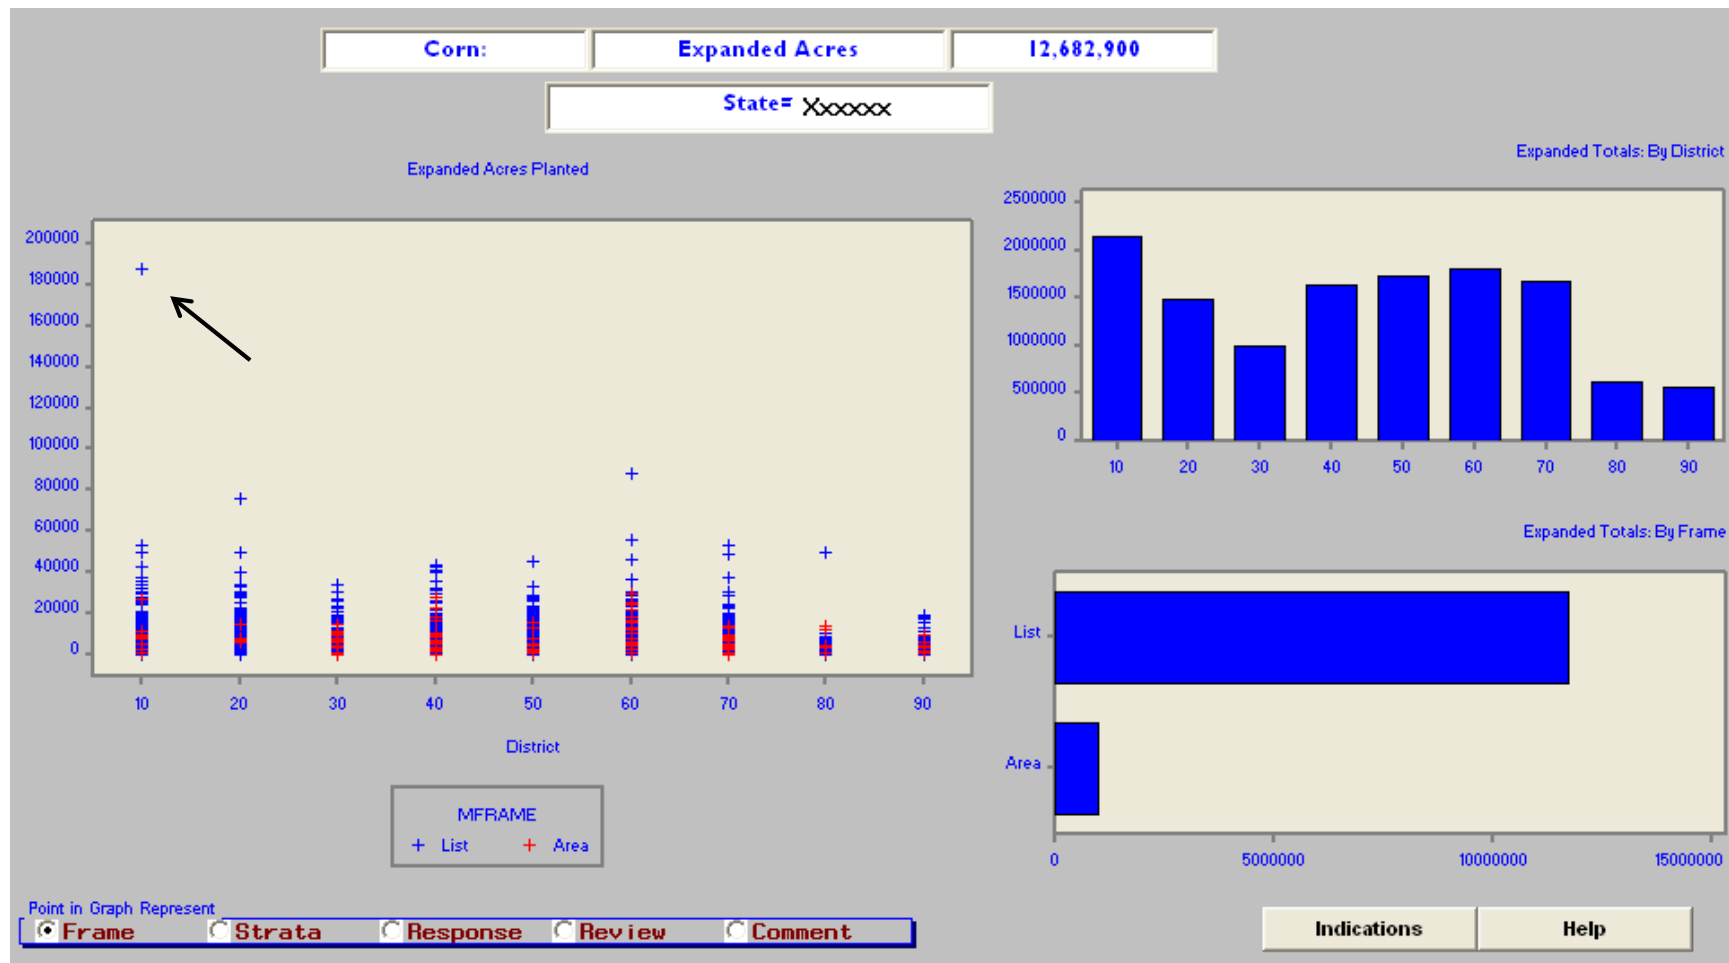 Corn: Expanded Acres 12,682,900
State= Xxxxxx
Expanded Acres Planted
200000
180000
160000
140000
120000
100000
80000
60000
40000
20000
0
10 20 30 40 50 60 70 80 90
District
MFRAME
+ List + Area
Expanded Totals: By District
2500000
2000000
1500000
1000000
500000
0
10 20 30 40 50 60 70 80 90
Expanded Totals: By Frame
List
Area
0 5000000 10000000 15000000
Point in Graph Represent
Frame Strata Response Review Comment
Indications Help